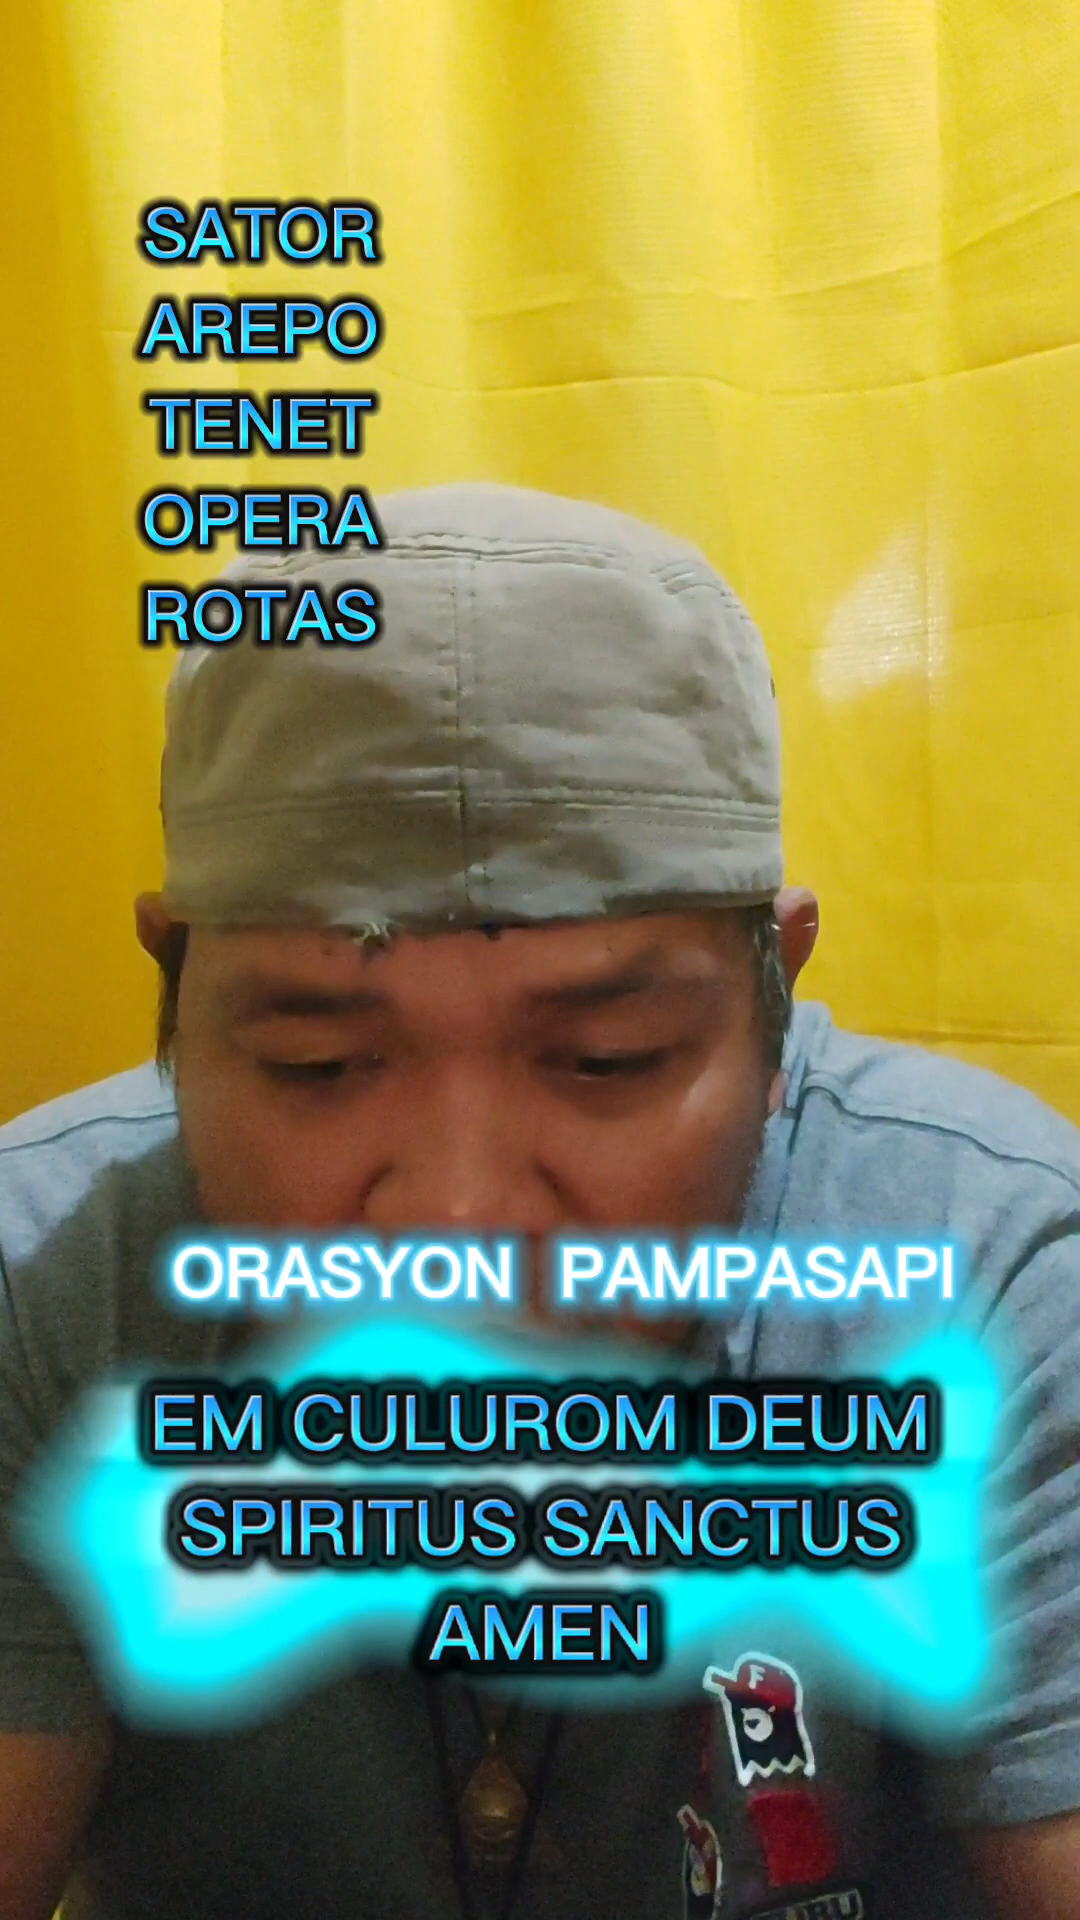 SATOR
AREPO
TENET
OPERA
ROTAS
ORASYON PAMPASAPI
EM CULUROM DEUM
SPIRITUS SANCTUS
AMEN
F